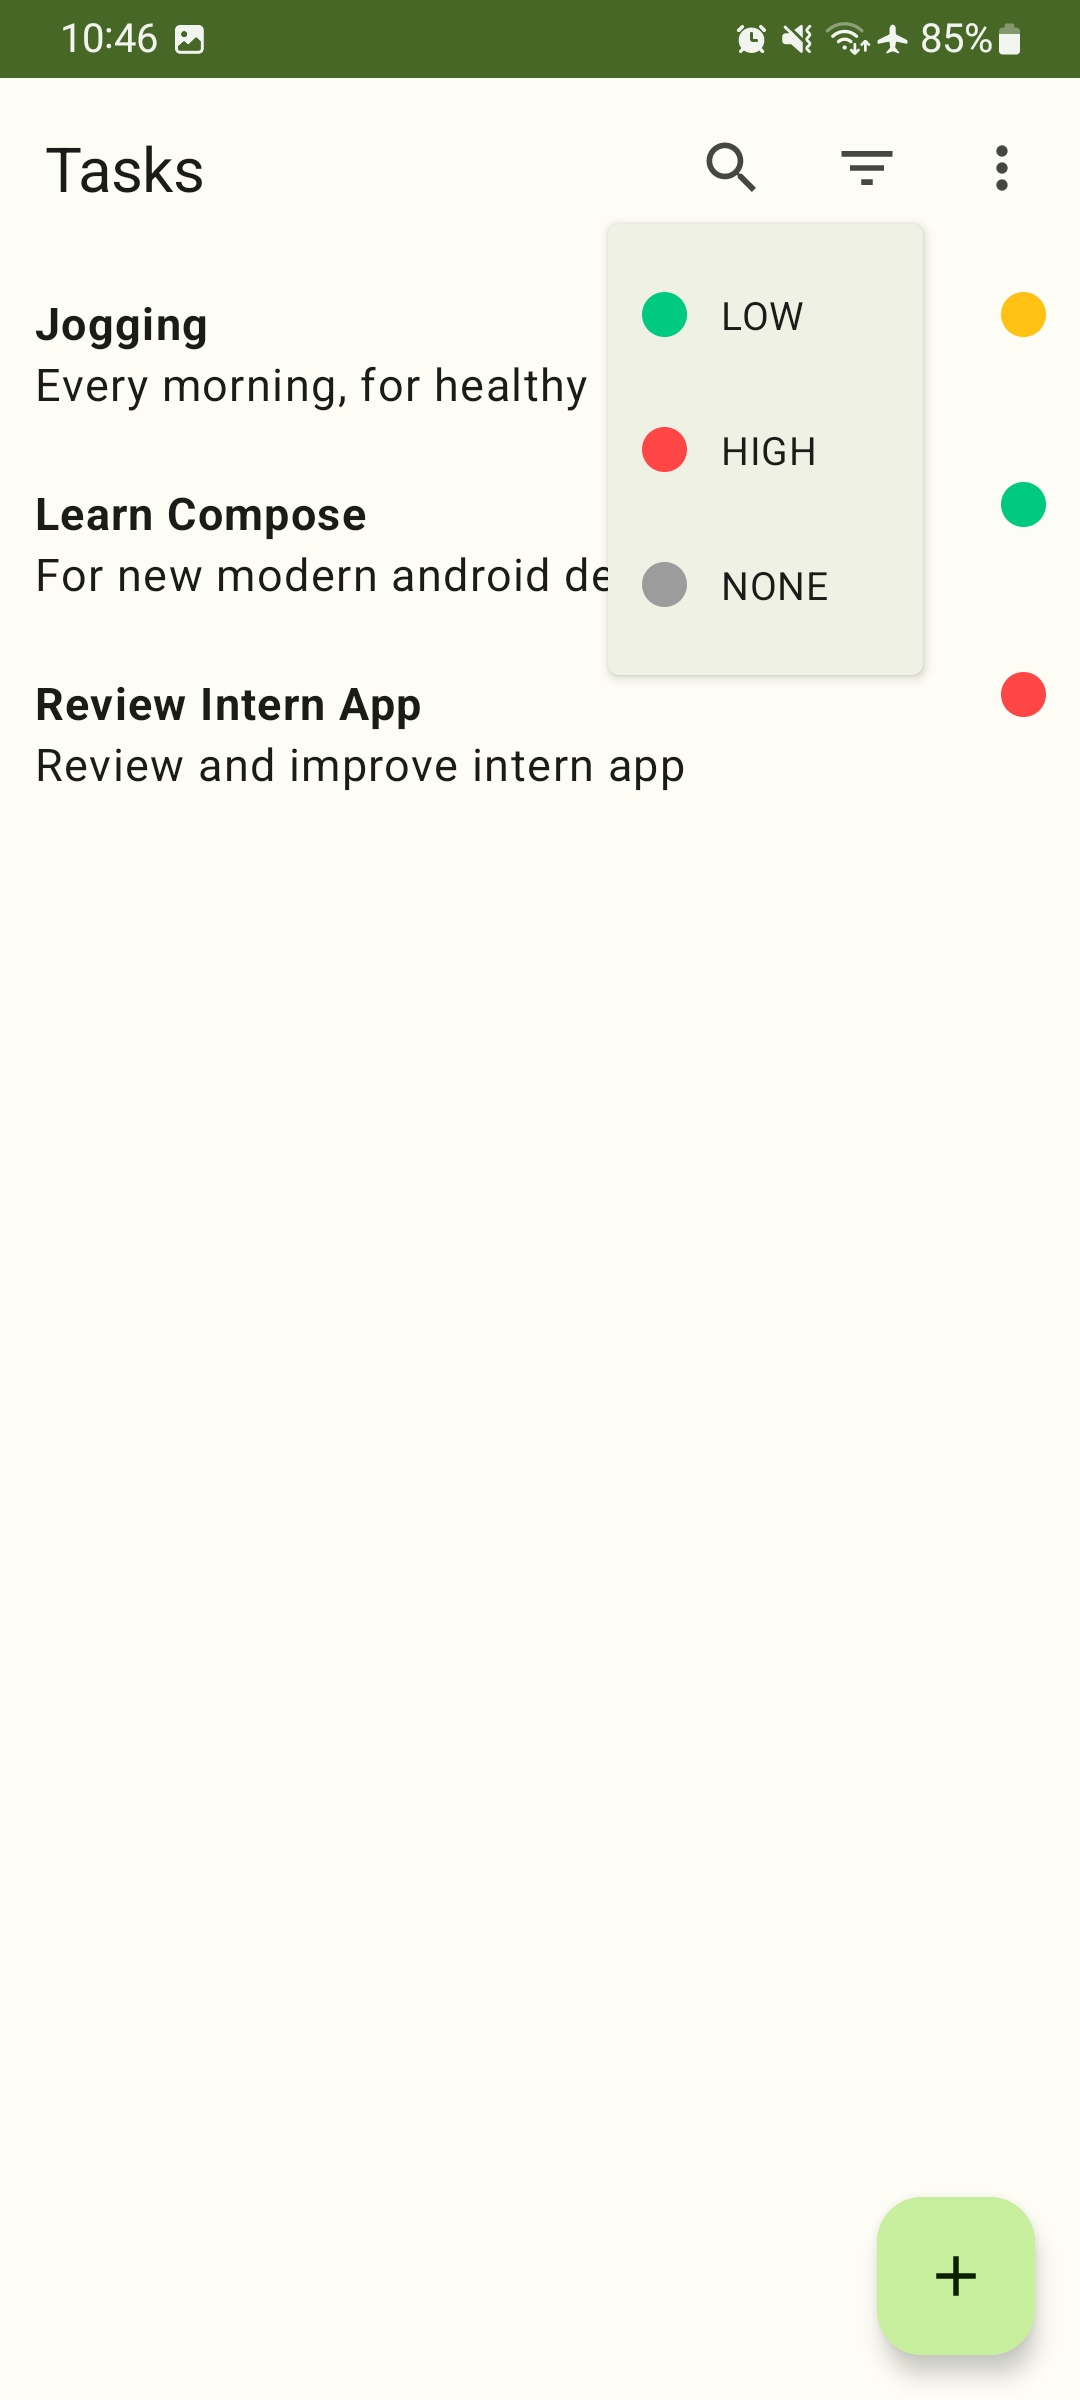 10:46
85%
Tasks
LOW
HIGH
NONE
Jogging
Every morning, for healthy
Learn Compose
For new modern android
Review Intern App
Review and improve intern app